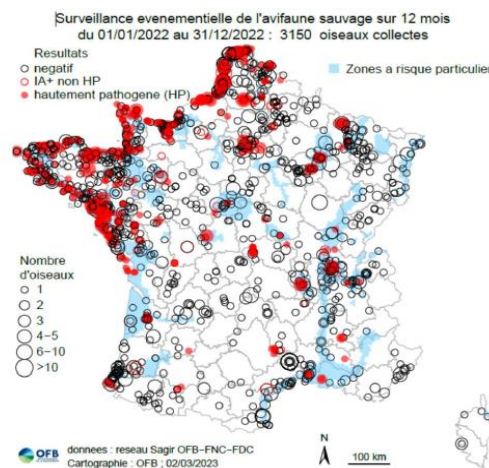 Surveillance evenementielle de l'avifaune sauvage sur 12 mois
du 01/01/2022 au 31/12/2022 : 3150 oiseaux collectes
Resultats
negatif
IA+ non HP
hautement pathogene (HP)
Zones a risque particulier
Nombre
d'oiseaux
1
2
3
4-5
6-10
>10
OFB
donnees : reseau Sagir OFB-FNC-FDC
Cartographie : OFB ; 02/03/2023
N
100 km